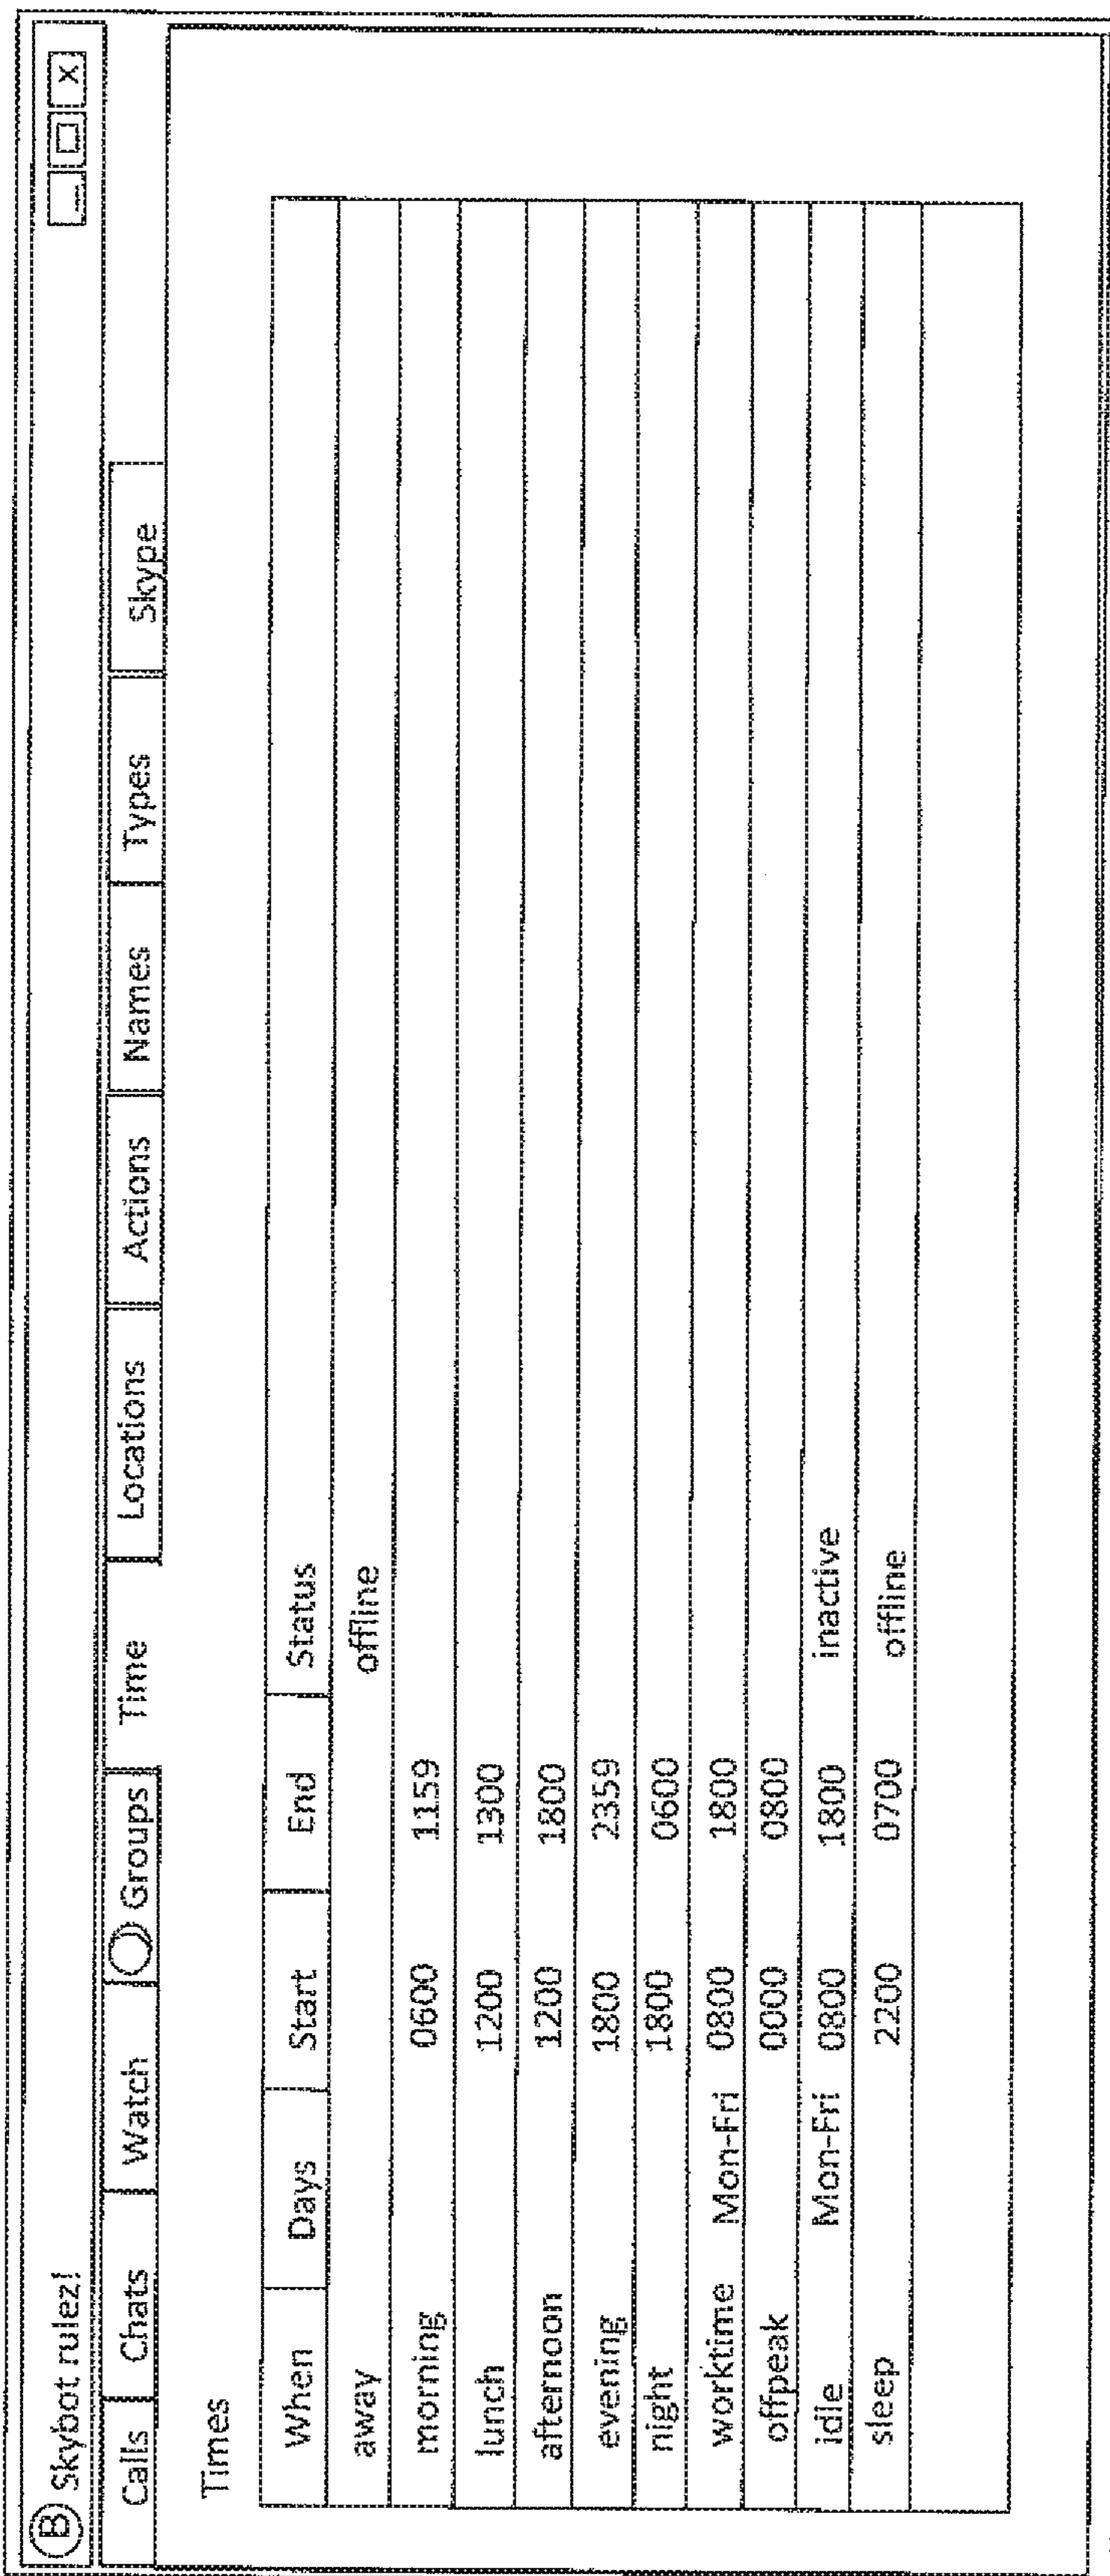 B Skybot rulez! _ X
Calls Chats Watch Groups Time Locations Actions Names Types Skype
Times
When Days Start End Status
away offline
morning 0600 1159
lunch 1200 1300
afternoon 1200 1800
evening 1800 2359
night 1800 0600
worktime Mon-Fri 0800 1800
offpeak 0000 0800
idle Mon-Fri 0800 1800 inactive
sleep 2200 0700 offline